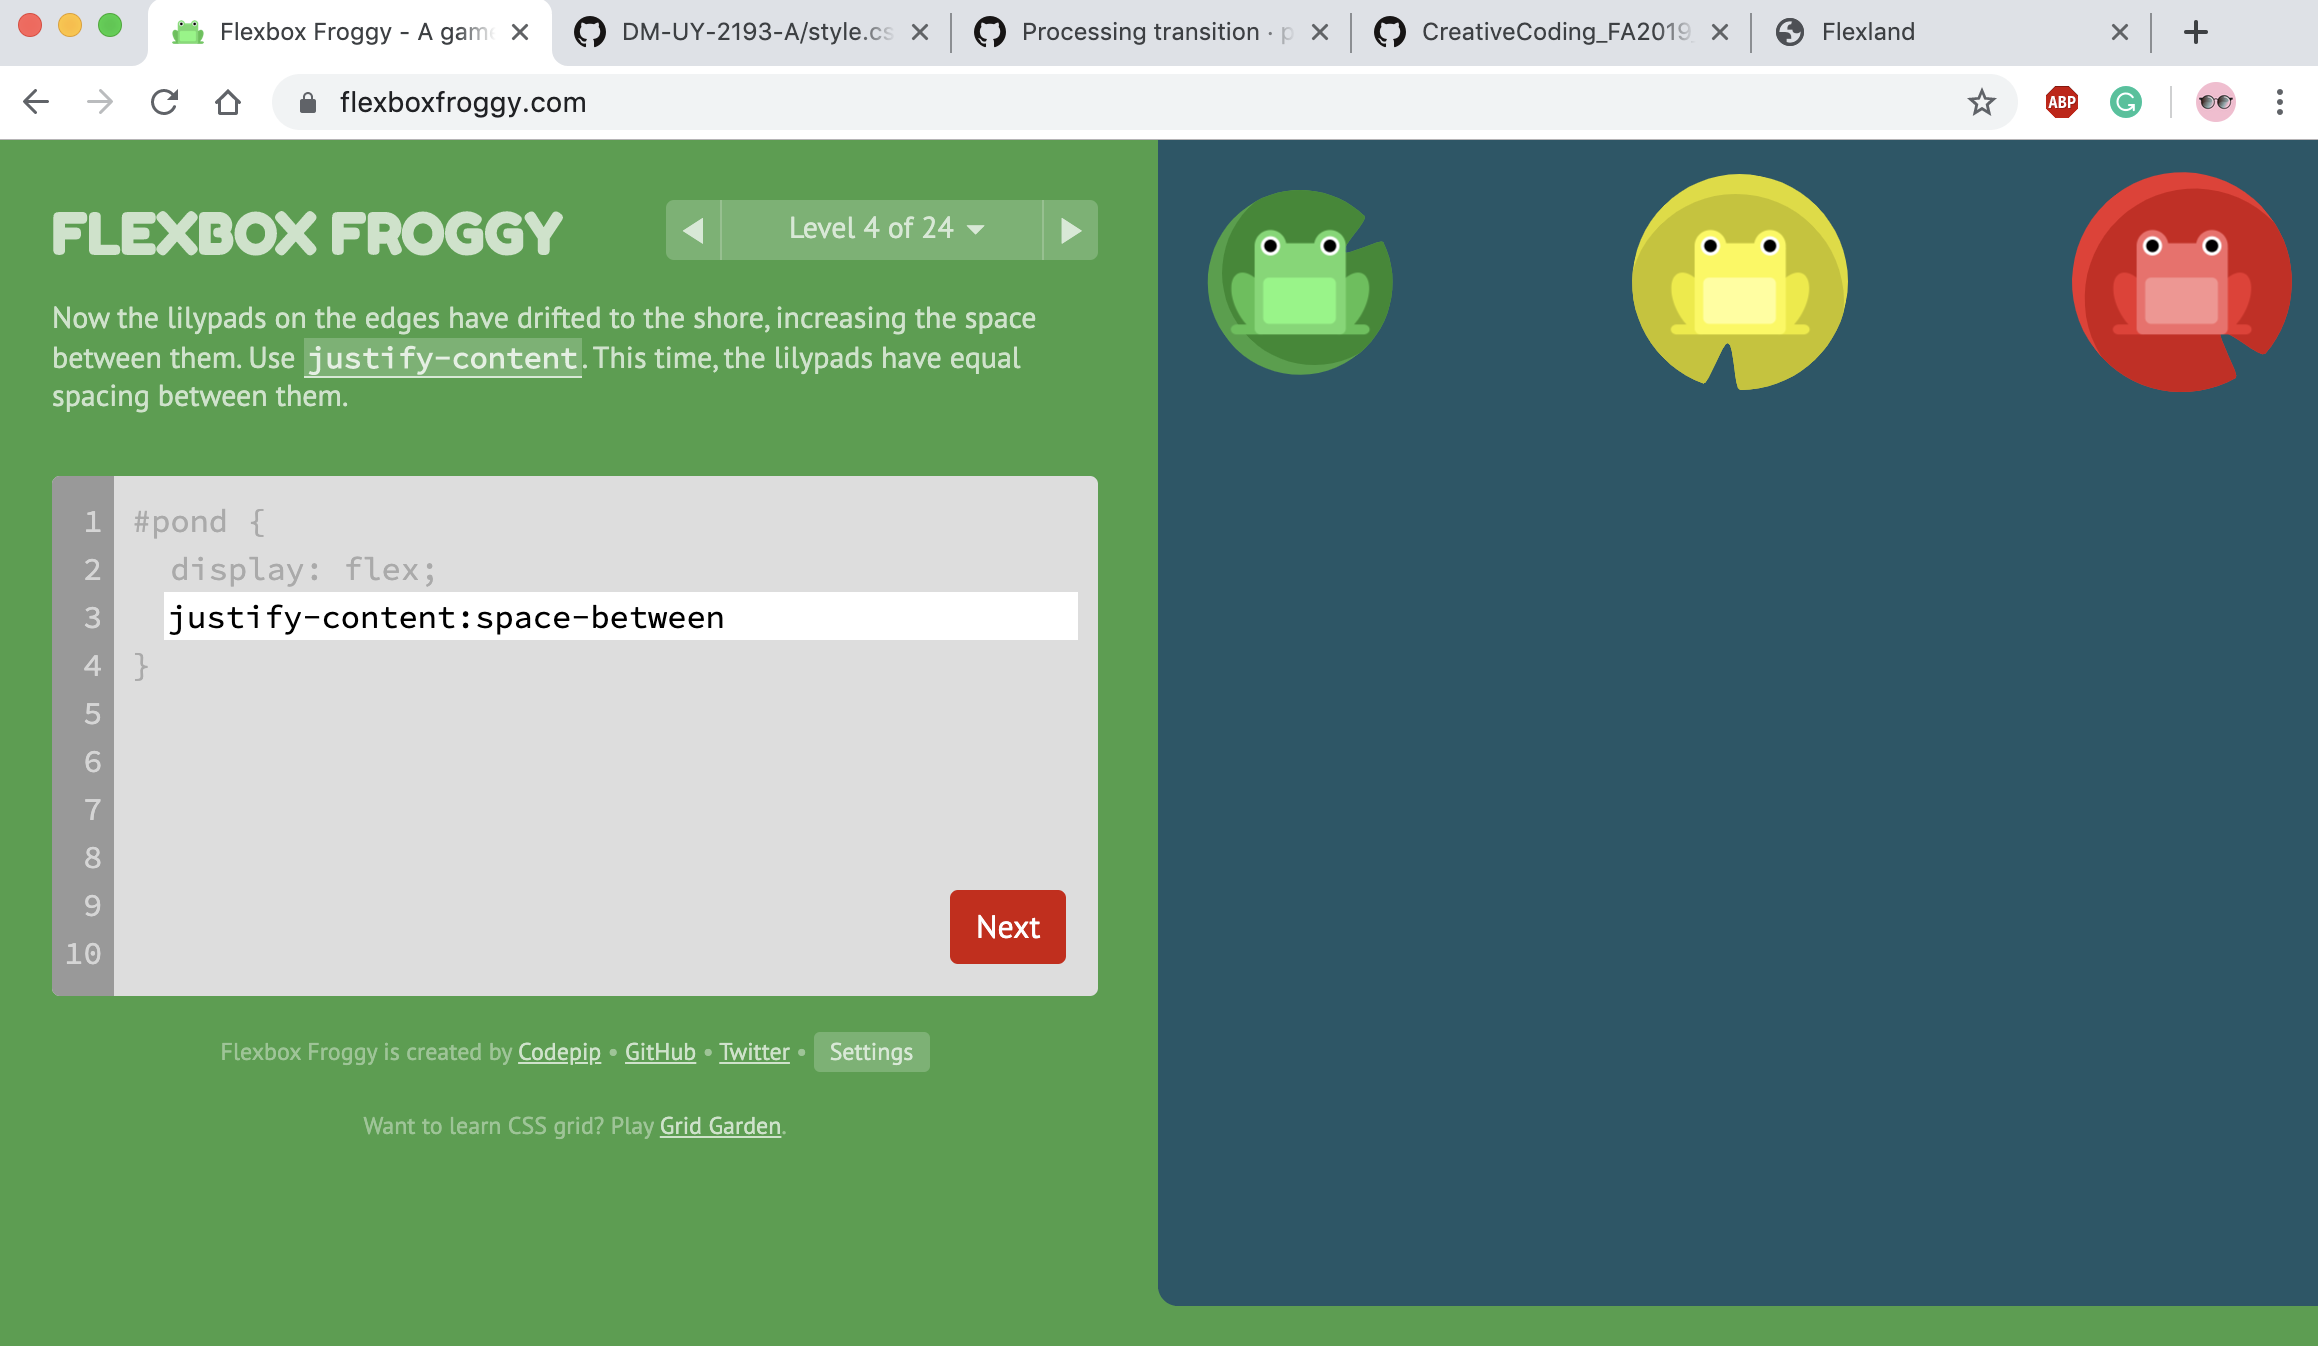 Flexbox Froggy - A game
DM-UY-2193-A/style.cs
Processing transition · p
CreativeCoding_FA2019
Flexland
flexboxfroggy.com
ABP
G
FLEXBOX FROGGY
Level 4 of 24
Now the lilypads on the edges have drifted to the shore, increasing the space
between them. Use justify-content. This time, the lilypads have equal
spacing between them.
1 #pond {
2 display: flex;
3 justify-content:space-between
4 }
5
6
7
8
9
10
Next
Flexbox Froggy is created by Codepip • GitHub • Twitter • Settings
Want to learn CSS grid? Play Grid Garden.